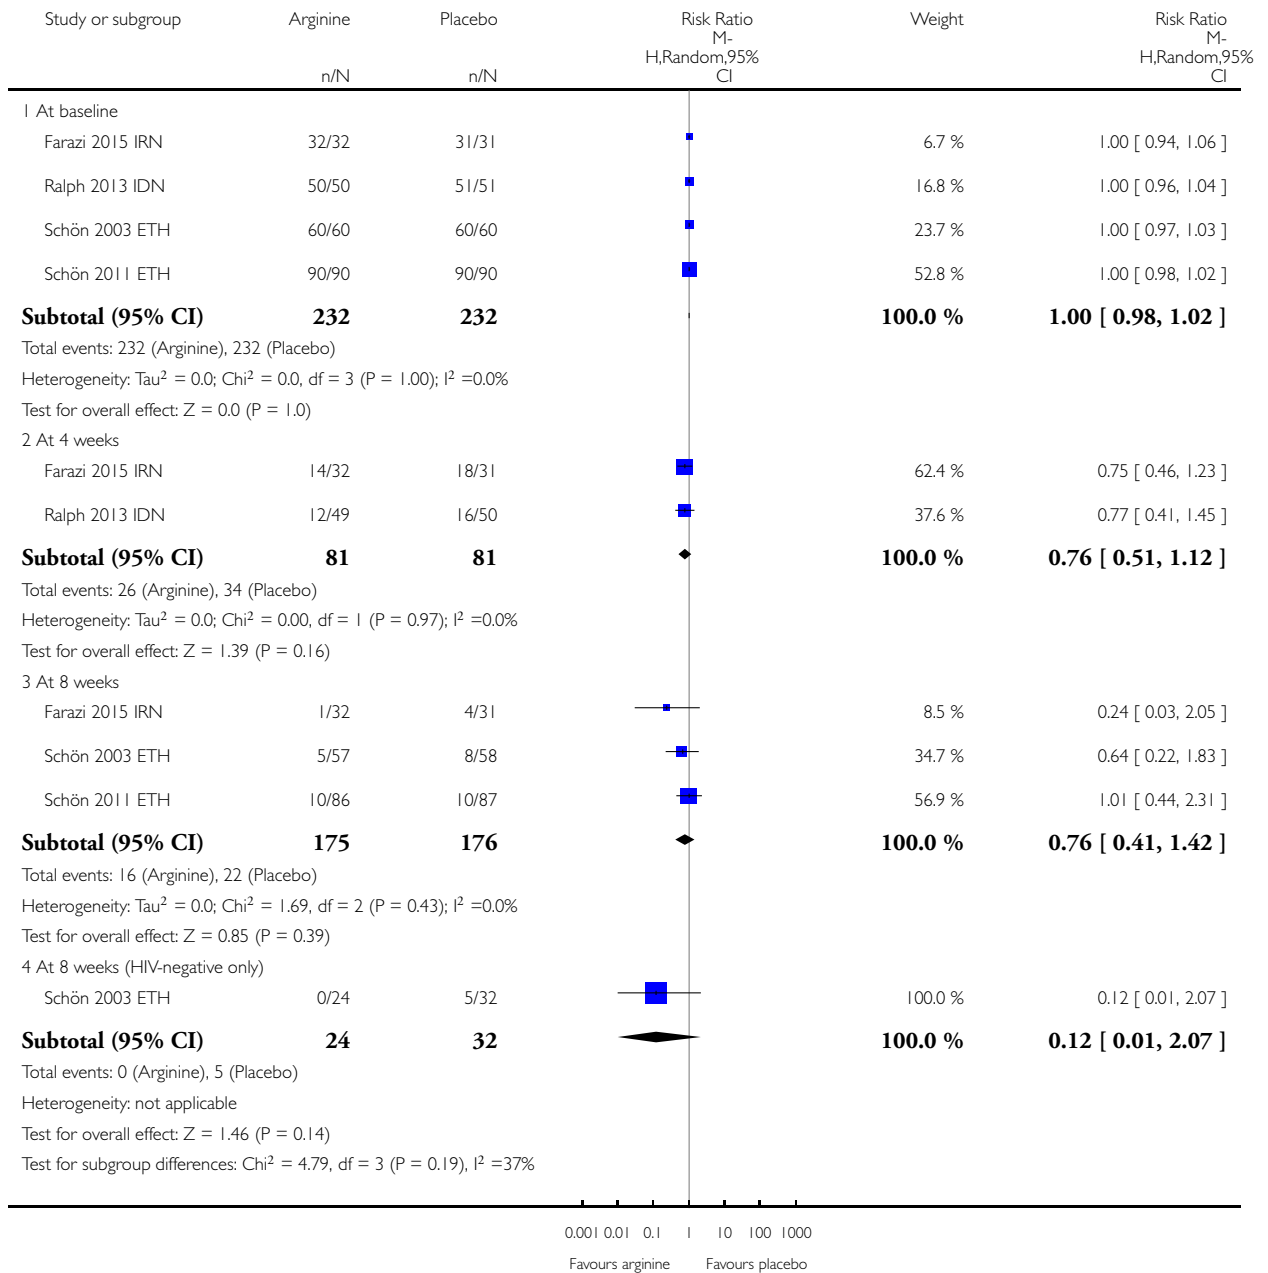 Study or subgroup Arginine Placebo Risk Ratio Weight Risk Ratio
M- M-
H,Random,95% H,Random,95%
n/N n/N CI CI
1 At baseline
Farazi 2015 IRN 32/32 31/31 6.7 % 1.00 [ 0.94, 1.06 ]
Ralph 2013 IDN 50/50 51/51 16.8 % 1.00 [ 0.96, 1.04 ]
Schön 2003 ETH 60/60 60/60 23.7 % 1.00 [ 0.97, 1.03 ]
Schön 2011 ETH 90/90 90/90 52.8 % 1.00 [ 0.98, 1.02 ]
Subtotal (95% CI) 232 232 100.0 % 1.00 [ 0.98, 1.02 ]
Total events: 232 (Arginine), 232 (Placebo)
Heterogeneity: Tau² = 0.0; Chi² = 0.0, df = 3 (P = 1.00); I² =0.0%
Test for overall effect: Z = 0.0 (P = 1.0)
2 At 4 weeks
Farazi 2015 IRN 14/32 18/31 62.4 % 0.75 [ 0.46, 1.23 ]
Ralph 2013 IDN 12/49 16/50 37.6 % 0.77 [ 0.41, 1.45 ]
Subtotal (95% CI) 81 81 100.0 % 0.76 [ 0.51, 1.12 ]
Total events: 26 (Arginine), 34 (Placebo)
Heterogeneity: Tau² = 0.0; Chi² = 0.00, df = 1 (P = 0.97); I² =0.0%
Test for overall effect: Z = 1.39 (P = 0.16)
3 At 8 weeks
Farazi 2015 IRN 1/32 4/31 8.5 % 0.24 [ 0.03, 2.05 ]
Schön 2003 ETH 5/57 8/58 34.7 % 0.64 [ 0.22, 1.83 ]
Schön 2011 ETH 10/86 10/87 56.9 % 1.01 [ 0.44, 2.31 ]
Subtotal (95% CI) 175 176 100.0 % 0.76 [ 0.41, 1.42 ]
Total events: 16 (Arginine), 22 (Placebo)
Heterogeneity: Tau² = 0.0; Chi² = 1.69, df = 2 (P = 0.43); I² =0.0%
Test for overall effect: Z = 0.85 (P = 0.39)
4 At 8 weeks (HIV-negative only)
Schön 2003 ETH 0/24 5/32 100.0 % 0.12 [ 0.01, 2.07 ]
Subtotal (95% CI) 24 32 100.0 % 0.12 [ 0.01, 2.07 ]
Total events: 0 (Arginine), 5 (Placebo)
Heterogeneity: not applicable
Test for overall effect: Z = 1.46 (P = 0.14)
Test for subgroup differences: Chi² = 4.79, df = 3 (P = 0.19), I² =37%
0.001 0.01 0.1 1 10 100 1000
Favours arginine Favours placebo